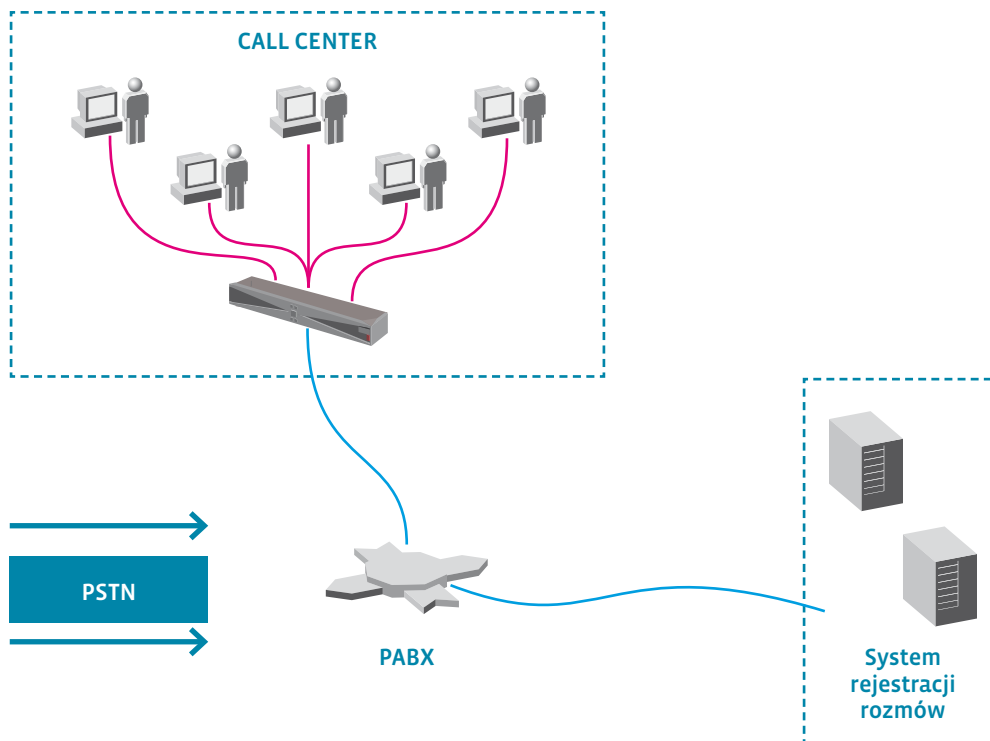 CALL CENTER
PSTN
PABX
System
rejestracji
rozmów